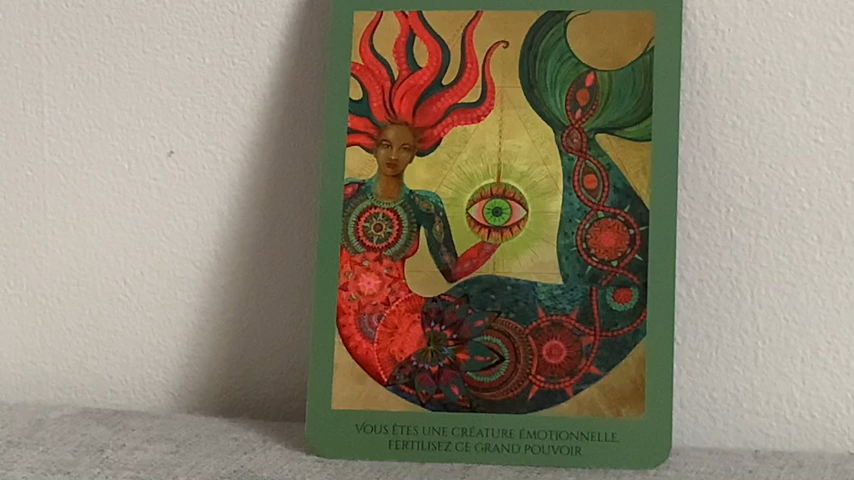 VOUS ÊTES UNE CRÉATURE ÉMOTIONNELLE,
FERTILISEZ CE GRAND POUVOIR